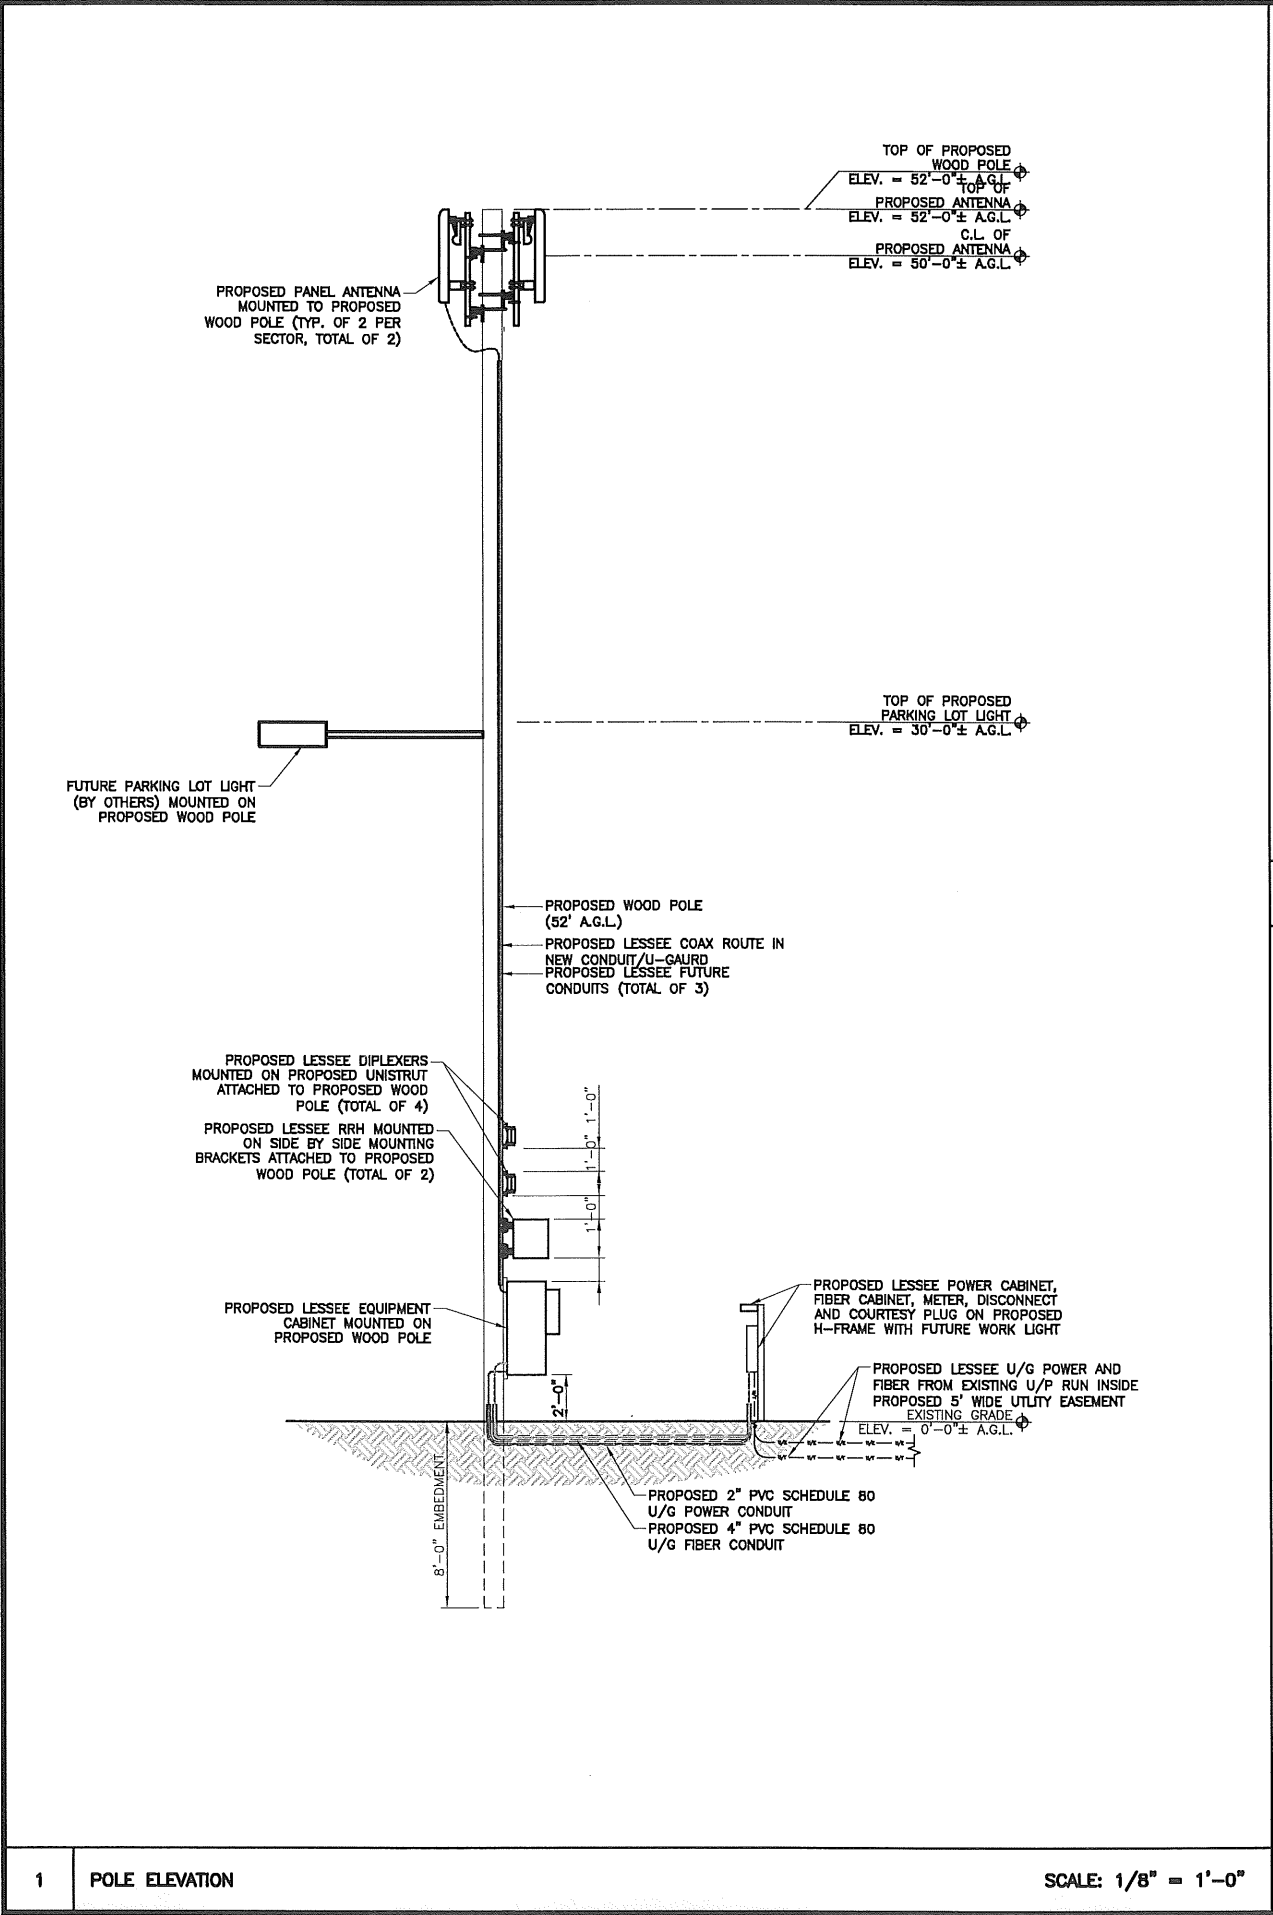 TOP OF PROPOSED
WOOD POLE
ELEV. = 52'-0"± A.G.L.
TOP OF
PROPOSED ANTENNA
ELEV. = 52'-0"± A.G.L.
C.L. OF
PROPOSED ANTENNA
ELEV. = 50'-0"± A.G.L.
PROPOSED PANEL ANTENNA
MOUNTED TO PROPOSED
WOOD POLE (TYP. OF 2 PER
SECTOR, TOTAL OF 2)
TOP OF PROPOSED
PARKING LOT LIGHT
ELEV. = 30'-0"± A.G.L.
FUTURE PARKING LOT LIGHT
(BY OTHERS) MOUNTED ON
PROPOSED WOOD POLE
PROPOSED WOOD POLE
(52' A.G.L.)
PROPOSED LESSEE COAX ROUTE IN
NEW CONDUIT/U-GAURD
PROPOSED LESSEE FUTURE
CONDUITS (TOTAL OF 3)
PROPOSED LESSEE DIPLEXERS
MOUNTED ON PROPOSED UNISTRUT
ATTACHED TO PROPOSED WOOD
POLE (TOTAL OF 4)
PROPOSED LESSEE RRH MOUNTED
ON SIDE BY SIDE MOUNTING
BRACKETS ATTACHED TO PROPOSED
WOOD POLE (TOTAL OF 2)
1'-0"
1'-0"
1'-0"
PROPOSED LESSEE EQUIPMENT
CABINET MOUNTED ON
PROPOSED WOOD POLE
PROPOSED LESSEE POWER CABINET,
FIBER CABINET, METER, DISCONNECT
AND COURTESY PLUG ON PROPOSED
H-FRAME WITH FUTURE WORK LIGHT
PROPOSED LESSEE U/G POWER AND
FIBER FROM EXISTING U/P RUN INSIDE
PROPOSED 5' WIDE UTILITY EASEMENT
2'-0"
EXISTING GRADE
ELEV. = 0'-0"± A.G.L.
8'-0" EMBEDMENT
PROPOSED 2" PVC SCHEDULE 80
U/G POWER CONDUIT
PROPOSED 4" PVC SCHEDULE 80
U/G FIBER CONDUIT
1
POLE ELEVATION
SCALE: 1/8" = 1'-0"